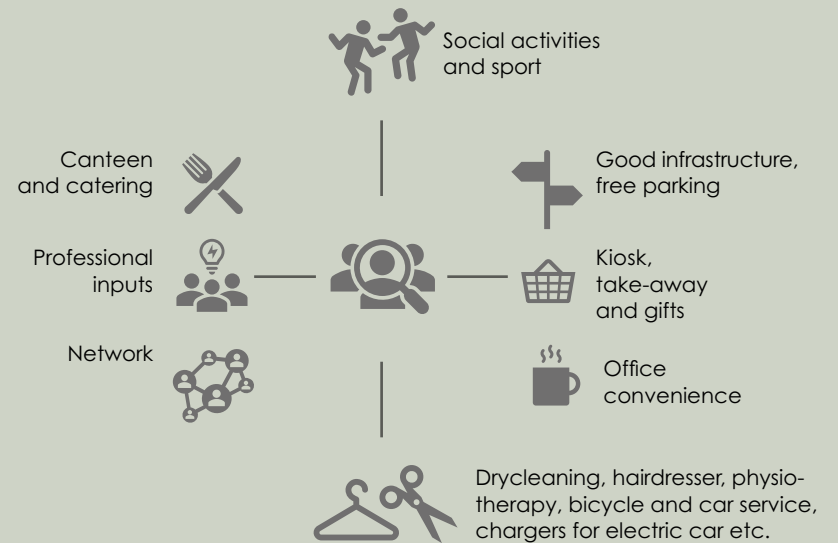 Social activities
and sport
Canteen
and catering
Good infrastructure,
free parking
Professional
inputs
Kiosk,
take-away
and gifts
Network
Office
convenience
Drycleaning, hairdresser, physio-
therapy, bicycle and car service,
chargers for electric car etc.